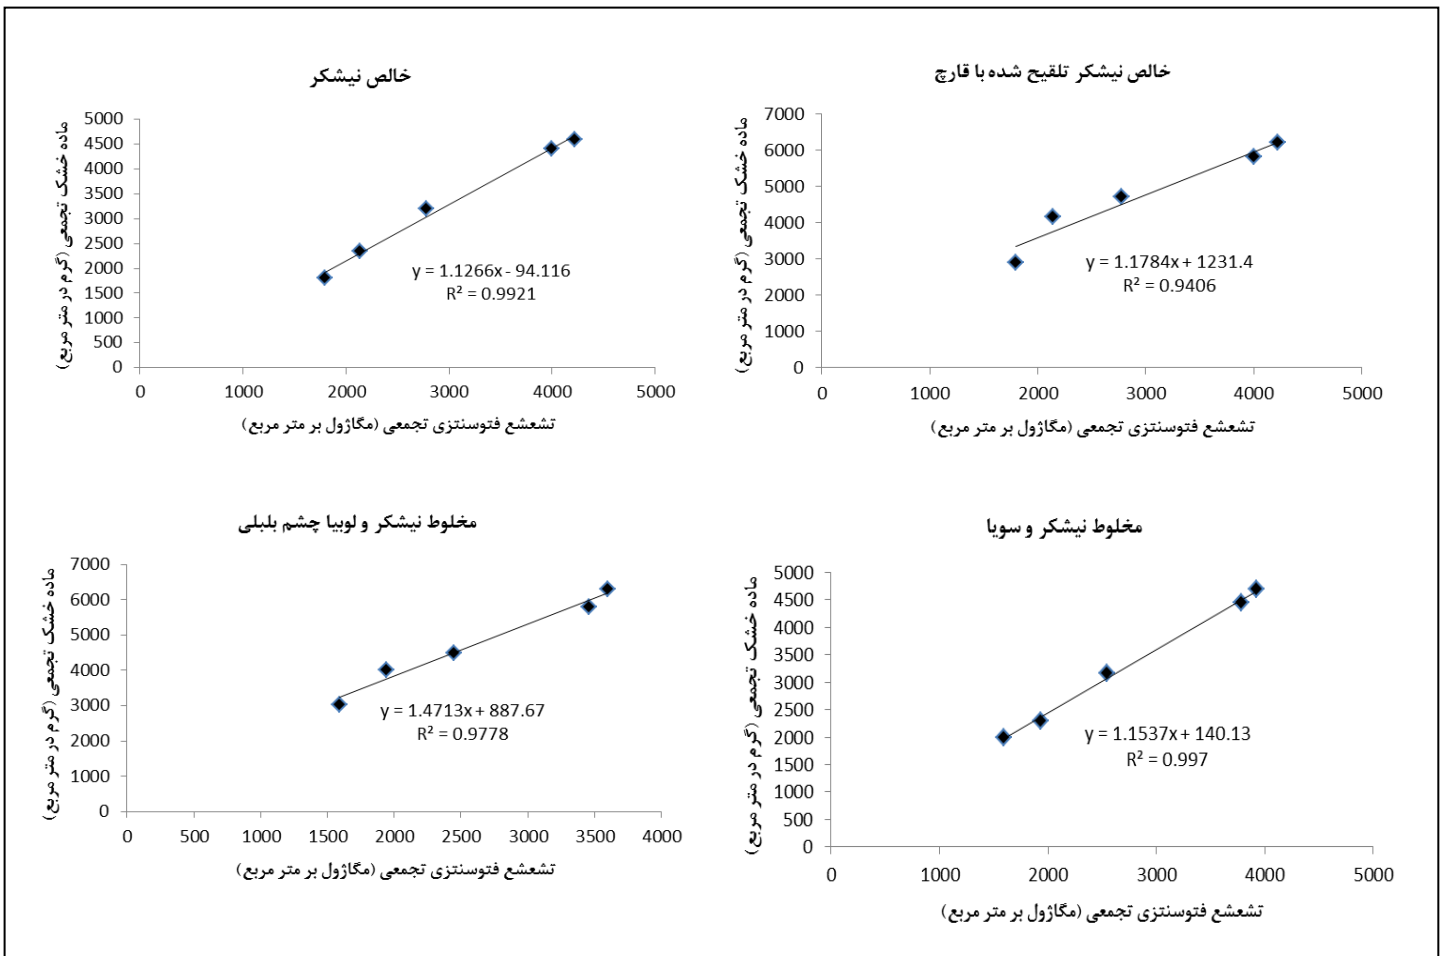 خالص نیشکر
ماده خشک تجمعی (گرم در متر مربع)
5000
4500
4000
3500
3000
2500
2000
1500
1000
500
0
y = 1.1266x - 94.116
R² = 0.9921
0 1000 2000 3000 4000 5000
تشعشع فتوسنتزی تجمعی (مگاژول بر متر مربع)
خالص نیشکر تلقیح شده با قارچ
ماده خشک تجمعی (گرم در متر مربع)
7000
6000
5000
4000
3000
2000
1000
0
y = 1.1784x + 1231.4
R² = 0.9406
0 1000 2000 3000 4000 5000
تشعشع فتوسنتزی تجمعی (مگاژول بر متر مربع)
مخلوط نیشکر و لوبیا چشم بلبلی
ماده خشک تجمعی (گرم در متر مربع)
7000
6000
5000
4000
3000
2000
1000
0
y = 1.4713x + 887.67
R² = 0.9778
0 500 1000 1500 2000 2500 3000 3500 4000
تشعشع فتوسنتزی تجمعی (مگاژول بر متر مربع)
مخلوط نیشکر و سویا
ماده خشک تجمعی (گرم در متر مربع)
5000
4500
4000
3500
3000
2500
2000
1500
1000
500
0
y = 1.1537x + 140.13
R² = 0.997
0 1000 2000 3000 4000 5000
تشعشع فتوسنتزی تجمعی (مگاژول بر متر مربع)